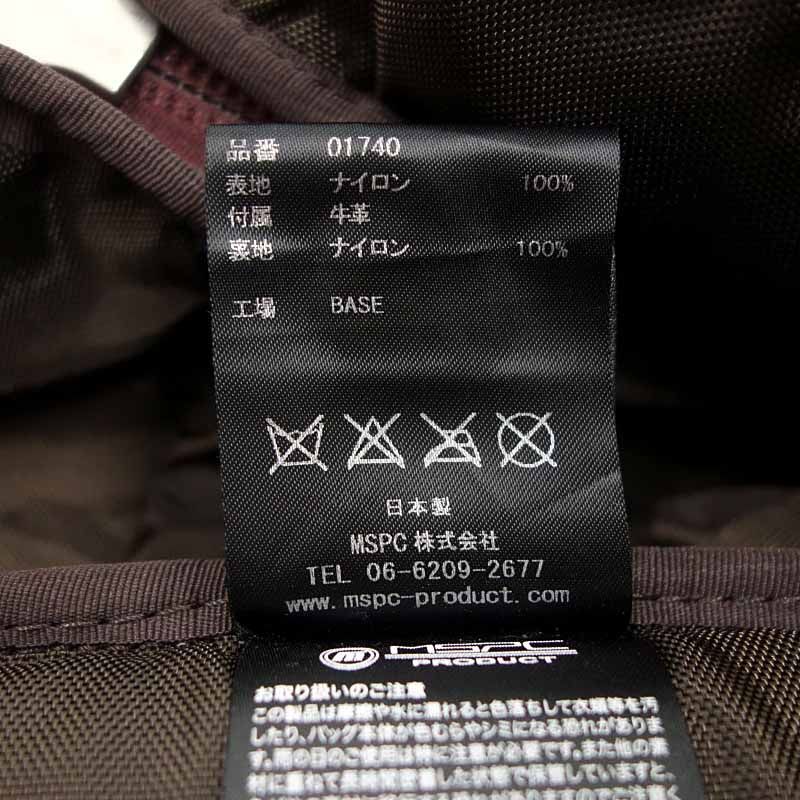 品番 01740
表地 ナイロン 100%
付属 牛革
裏地 ナイロン 100%
工場 BASE
日本製
MSPC 株式会社
TEL 06-6209-2677
www.mspc-product.com
MSPC
PRODUCT
お取り扱いのご注意
この製品は摩擦や水に濡れると色落ちして衣類等を汚
したり、バッグ本体が色むらやシミになる恐れがありま
す。雨の日のご使用は特に注意が必要です。また他の素
材に重ねて長時間密着した状態で保管していますと、